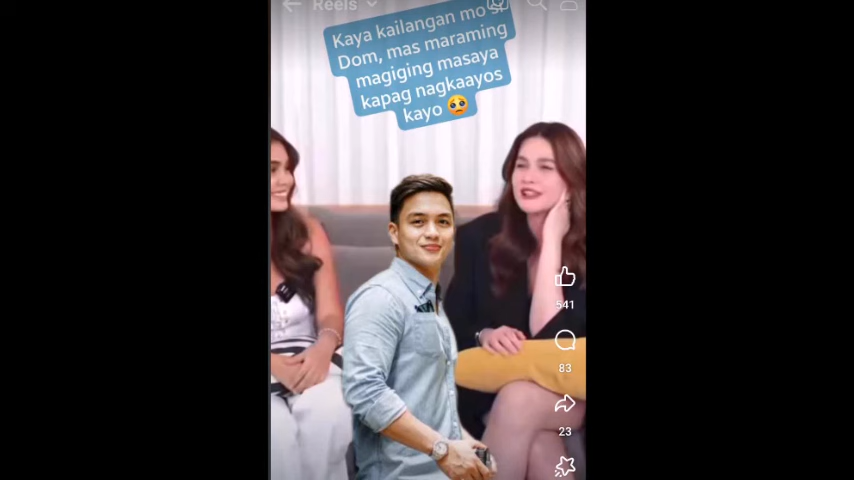 Reels
Kaya kailangan mo si
Dom, mas maraming
magiging masaya
kapag nagkaayos
kayo 🥺
541
83
23